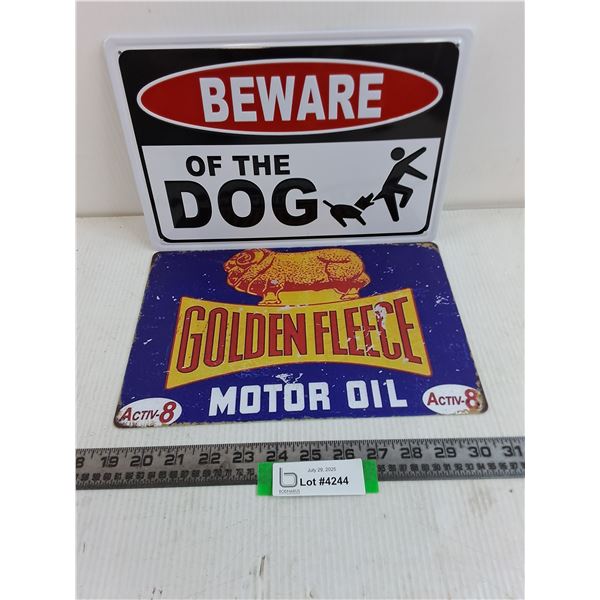 BEWARE
OF THE
DOG
GOLDEN FLEECE
MOTOR OIL
ACTIV-8
ACTIV-8
19 20 21 22 23 24 25 26 27 28 29 30 31
July 29, 2025
Lot #4244